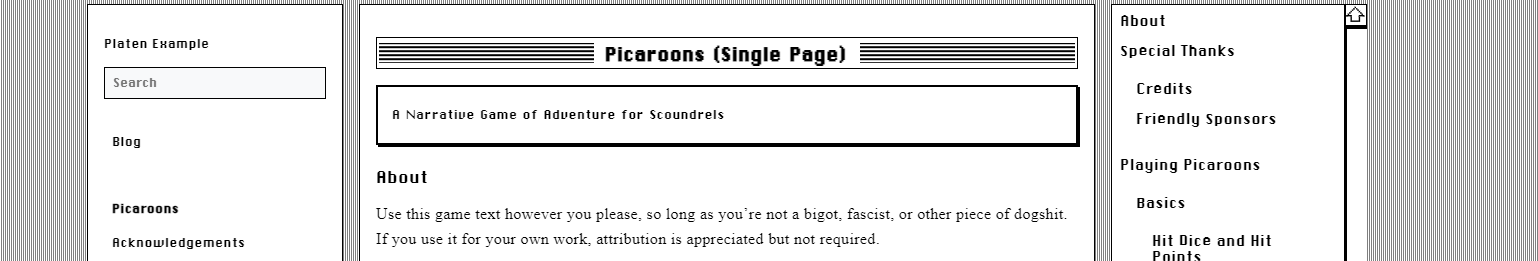 Platen Example
Search
Blog
Picaroons
Acknowledgements
Picaroons (Single Page)
A Narrative Game of Adventure for Scoundrels
About
Use this game text however you please, so long as you’re not a bigot, fascist, or other piece of dogshit.
If you use it for your own work, attribution is appreciated but not required.
About
Special Thanks
Credits
Friendly Sponsors
Playing Picaroons
Basics
Hit Dice and Hit
Points